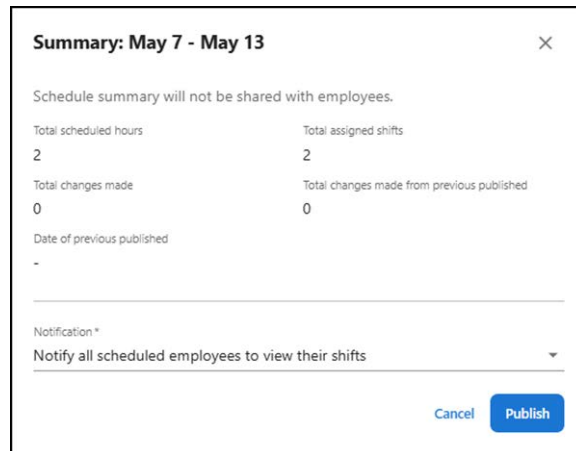 Summary: May 7 - May 13
Schedule summary will not be shared with employees.
Total scheduled hours
2
Total assigned shifts
2
Total changes made
0
Total changes made from previous published
0
Date of previous published
-
Notification *
Notify all scheduled employees to view their shifts
Cancel
Publish